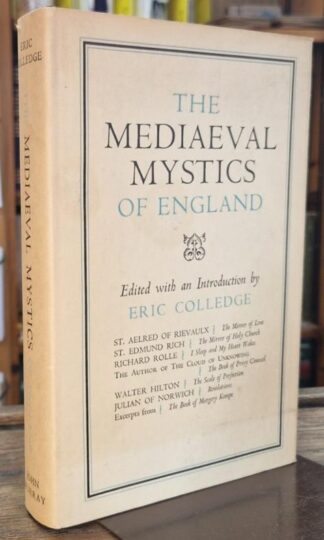 THE
MEDIAEVAL
MYSTICS
OF ENGLAND
Edited with an Introduction by
ERIC COLLEDGE
ST. AELRED OF RIEVAULX | The Mirror of Love
ST. EDMUND RICH | The Mirror of Holy Church
RICHARD ROLLE | I Sleep and My Heart Wakes
THE AUTHOR OF THE CLOUD OF UNKNOWING
| The Book of Privy Counsel
WALTER HILTON | The Scale of Perfection
JULIAN OF NORWICH | Revelations
Excerpts from | The Book of Margery Kempe
ERIC
COLLEDGE
MEDIAEVAL MYSTICS
JOHN
MURRAY